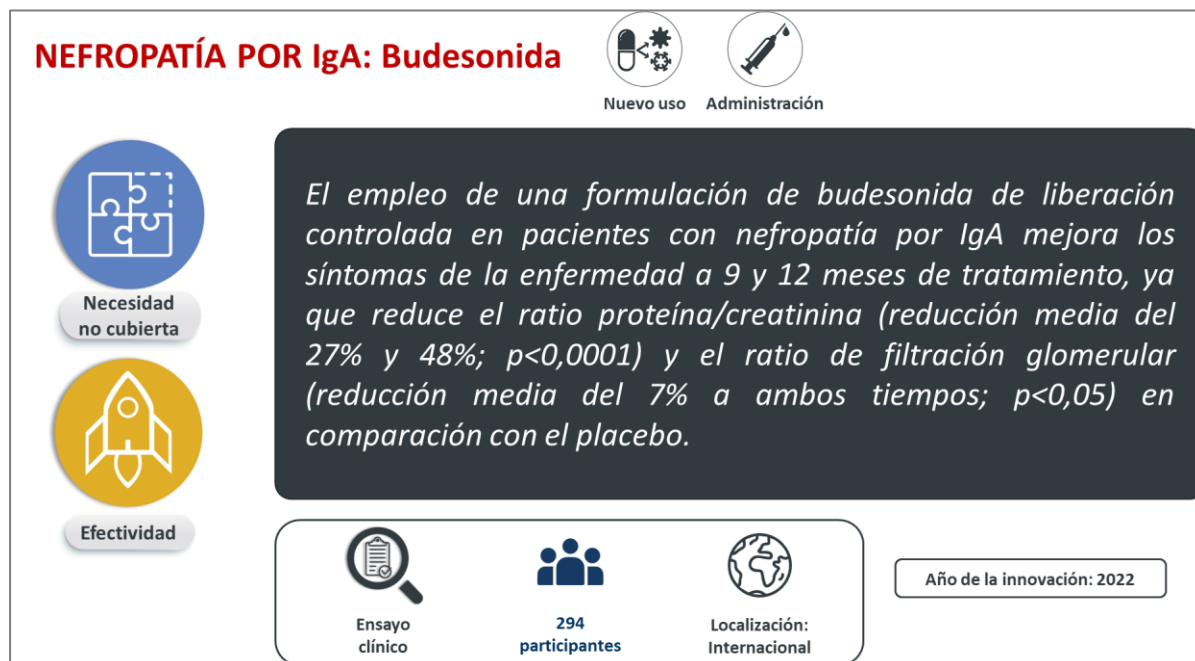 NEFROPATÍA POR IgA: Budesonida
Nuevo uso
Administración
Necesidad
no cubierta
Efectividad
El empleo de una formulación de budesonida de liberación
controlada en pacientes con nefropatía por IgA mejora los
síntomas de la enfermedad a 9 y 12 meses de tratamiento, ya
que reduce el ratio proteína/creatinina (reducción media del
27% y 48%; p<0,0001) y el ratio de filtración glomerular
(reducción media del 7% a ambos tiempos; p<0,05) en
comparación con el placebo.
Ensayo
clínico
294
participantes
Localización:
Internacional
Año de la innovación: 2022